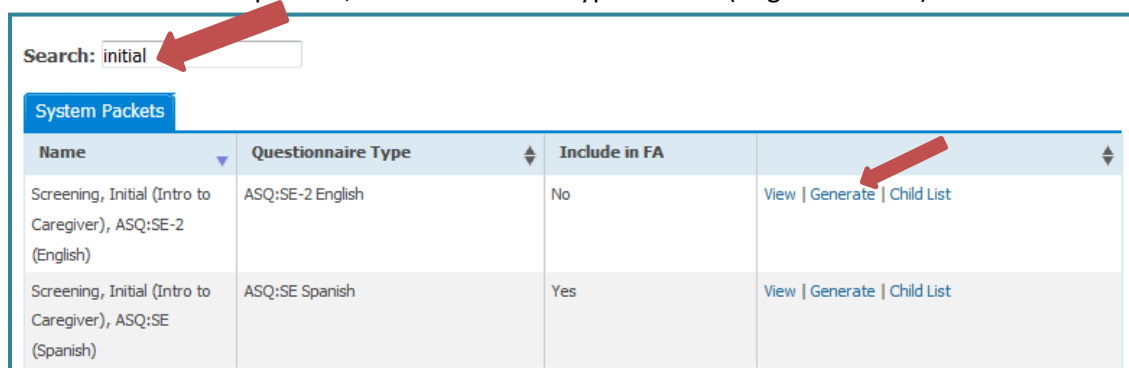 Search: initial
System Packets
Name Questionnaire Type Include in FA
Screening, Initial (Intro to ASQ:SE-2 English No View | Generate | Child List
Caregiver), ASQ:SE-2
(English)
Screening, Initial (Intro to ASQ:SE Spanish Yes View | Generate | Child List
Caregiver), ASQ:SE
(Spanish)